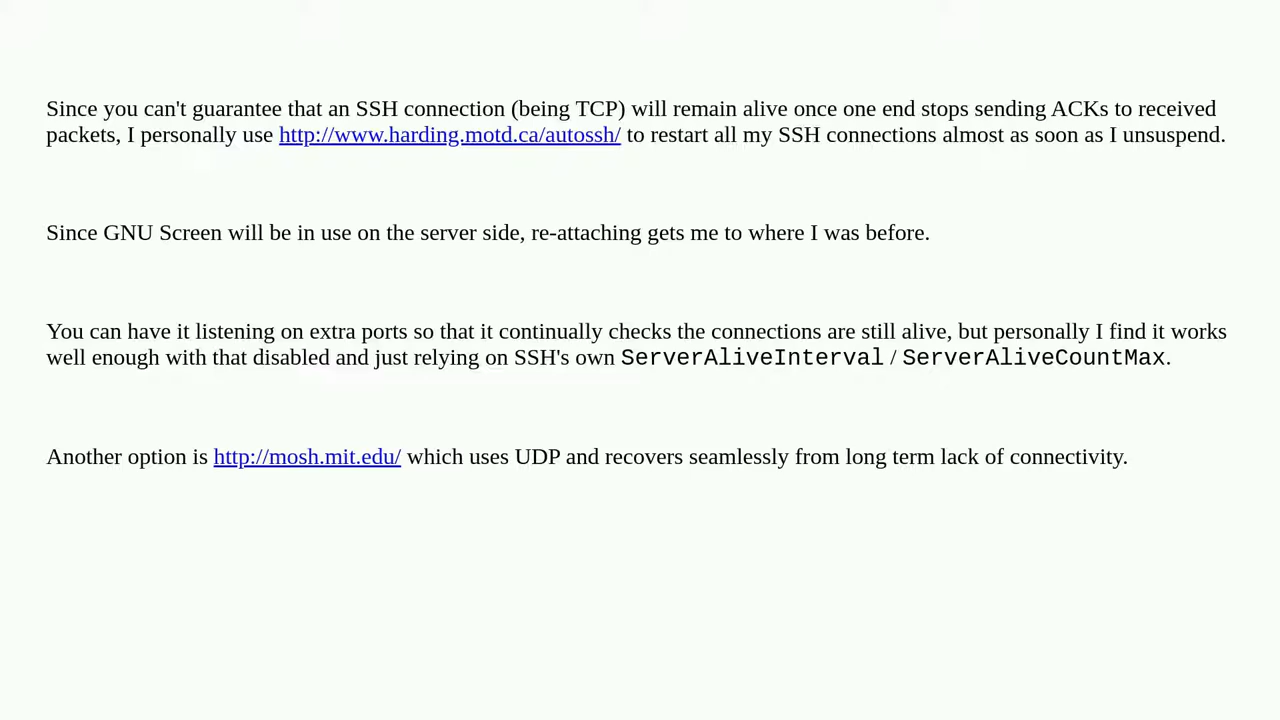 Since you can't guarantee that an SSH connection (being TCP) will remain alive once one end stops sending ACKs to received
packets, I personally use http://www.harding.motd.ca/autossh/ to restart all my SSH connections almost as soon as I unsuspend.
Since GNU Screen will be in use on the server side, re-attaching gets me to where I was before.
You can have it listening on extra ports so that it continually checks the connections are still alive, but personally I find it works
well enough with that disabled and just relying on SSH's own ServerAliveInterval / ServerAliveCountMax.
Another option is http://mosh.mit.edu/ which uses UDP and recovers seamlessly from long term lack of connectivity.